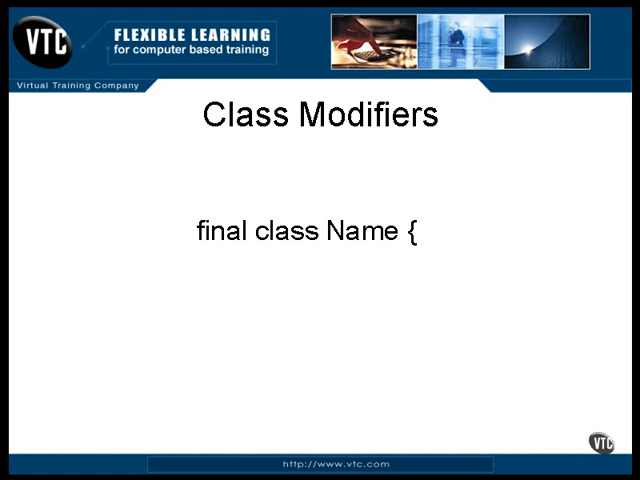 VTC
FLEXIBLE LEARNING
for computer based training
Virtual Training Company
Class Modifiers
final class Name {
VTC
http://www.vtc.com